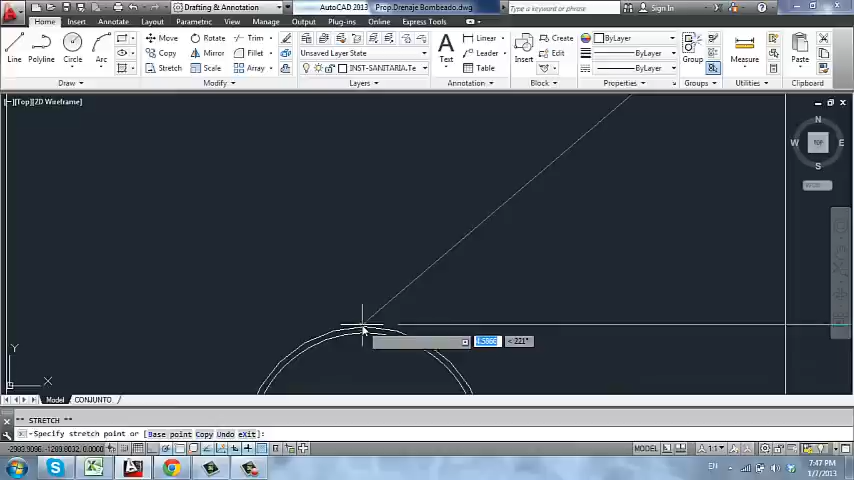 Drafting & Annotation
AutoCAD 2013 Prop.Drenaje Bombeado.dwg
Type a keyword or phrase
Sign In
Home Insert Annotate Layout Parametric View Manage Output Plug-ins Online Express Tools
Line Polyline Circle Arc
Move Rotate Trim
Copy Mirror Fillet
Stretch Scale Array
Unsaved Layer State
INST-SANITARIA.Te
Text
Linear
Leader
Table
Insert
Create
Edit
ByLayer
ByLayer
ByLayer
Group
Measure
Paste
Draw Modify Layers Annotation Block Properties Groups Utilities Clipboard
[−][Top][2D Wireframe]
N
W TOP E
S
< 221°
Y
X
Model CONJUNTO
** STRETCH **
Specify stretch point or [Base point Copy Undo eXit]:
MODEL
1:1
EN
7:47 PM
1/7/2013